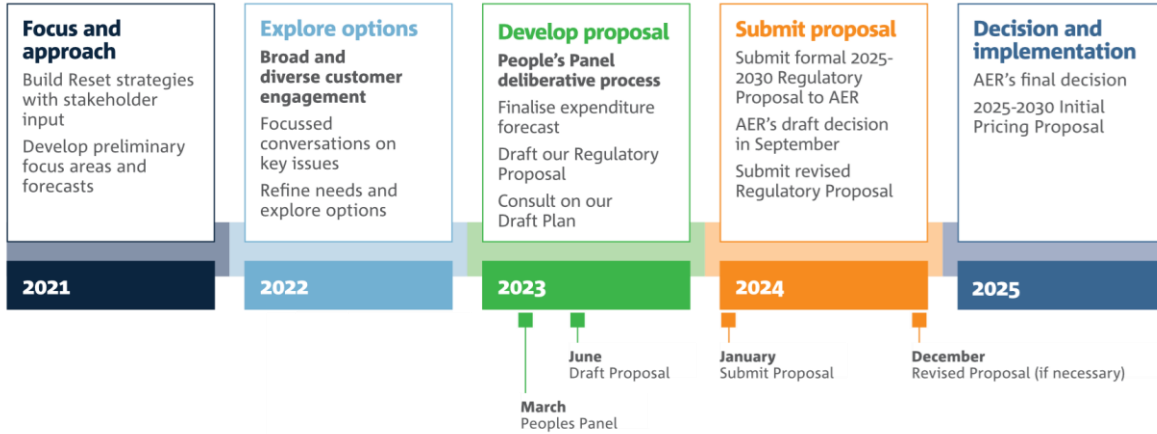 Focus and
approach
Build Reset strategies
with stakeholder
input
Develop preliminary
focus areas and
forecasts
Explore options
Broad and
diverse customer
engagement
Focussed
conversations on
key issues
Refine needs and
explore options
Develop proposal
People's Panel
deliberative process
Finalise expenditure
forecast
Draft our Regulatory
Proposal
Consult on our
Draft Plan
Submit proposal
Submit formal 2025-
2030 Regulatory
Proposal to AER
AER's draft decision
in September
Submit revised
Regulatory Proposal
Decision and
implementation
AER's final decision
2025-2030 Initial
Pricing Proposal
2021
2022
2023
2024
2025
March
Peoples Panel
June
Draft Proposal
January
Submit Proposal
December
Revised Proposal (if necessary)